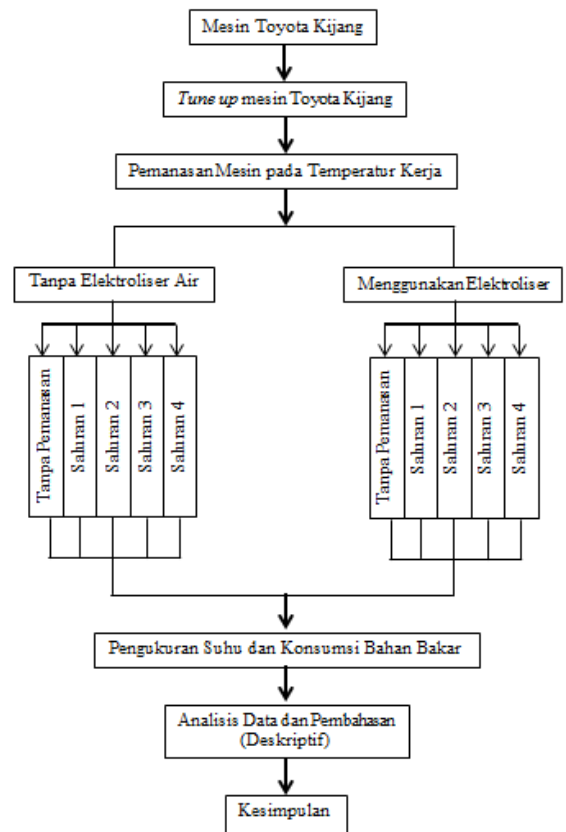 Mesin Toyota Kijang
Tune up mesin Toyota Kijang
Pemanasan Mesin pada Temperatur Kerja
Tanpa Elektroliser Air
Tanpa Pemanasan
Saluran 1
Saluran 2
Saluran 3
Saluran 4
Menggunakan Elektroliser
Tanpa Pemanasan
Saluran 1
Saluran 2
Saluran 3
Saluran 4
Pengukuran Suhu dan Konsumsi Bahan Bakar
Analisis Data dan Pembahasan
(Deskriptif)
Kesimpulan